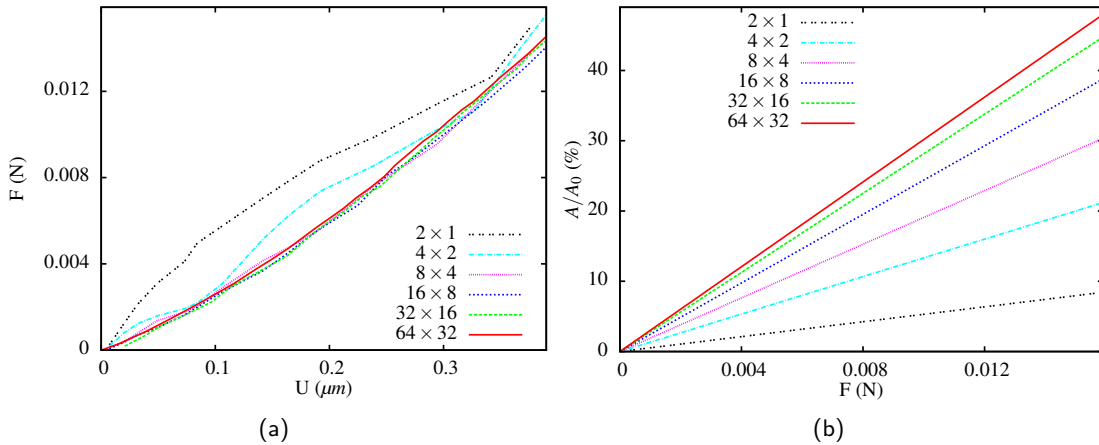 0.012
0.008
0.004
0
F (N)
2 × 1
4 × 2
8 × 4
16 × 8
32 × 16
64 × 32
0 0.1 0.2 0.3
U (μm)
(a)
40
30
20
10
0
A/A₀ (%)
2 × 1
4 × 2
8 × 4
16 × 8
32 × 16
64 × 32
0 0.004 0.008 0.012
F (N)
(b)